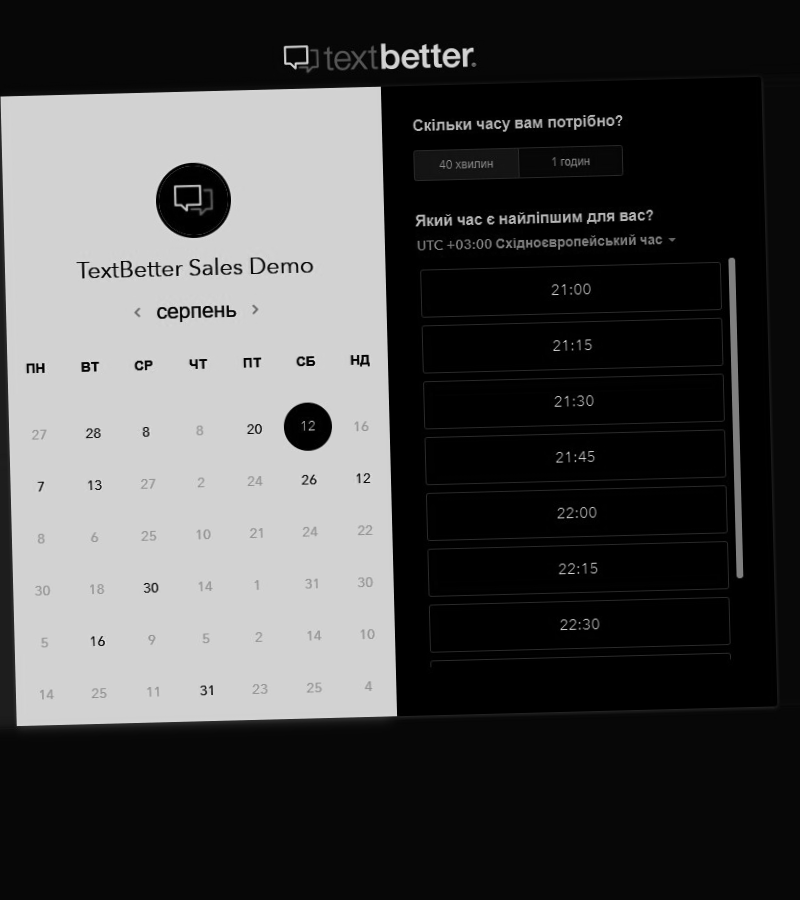 textbetter.
TextBetter Sales Demo
серпень
ПН ВТ СР ЧТ ПТ СБ НД
27 28 8 8 20 12 16
7 13 27 2 24 26 12
8 6 25 10 21 24 22
30 18 30 14 1 31 30
5 16 9 5 2 14 10
14 25 11 31 23 25 4
Скільки часу вам потрібно?
40 хвилин 1 годин
Який час є найліпшим для вас?
UTC +03:00 Східноєвропейський час
21:00
21:15
21:30
21:45
22:00
22:15
22:30